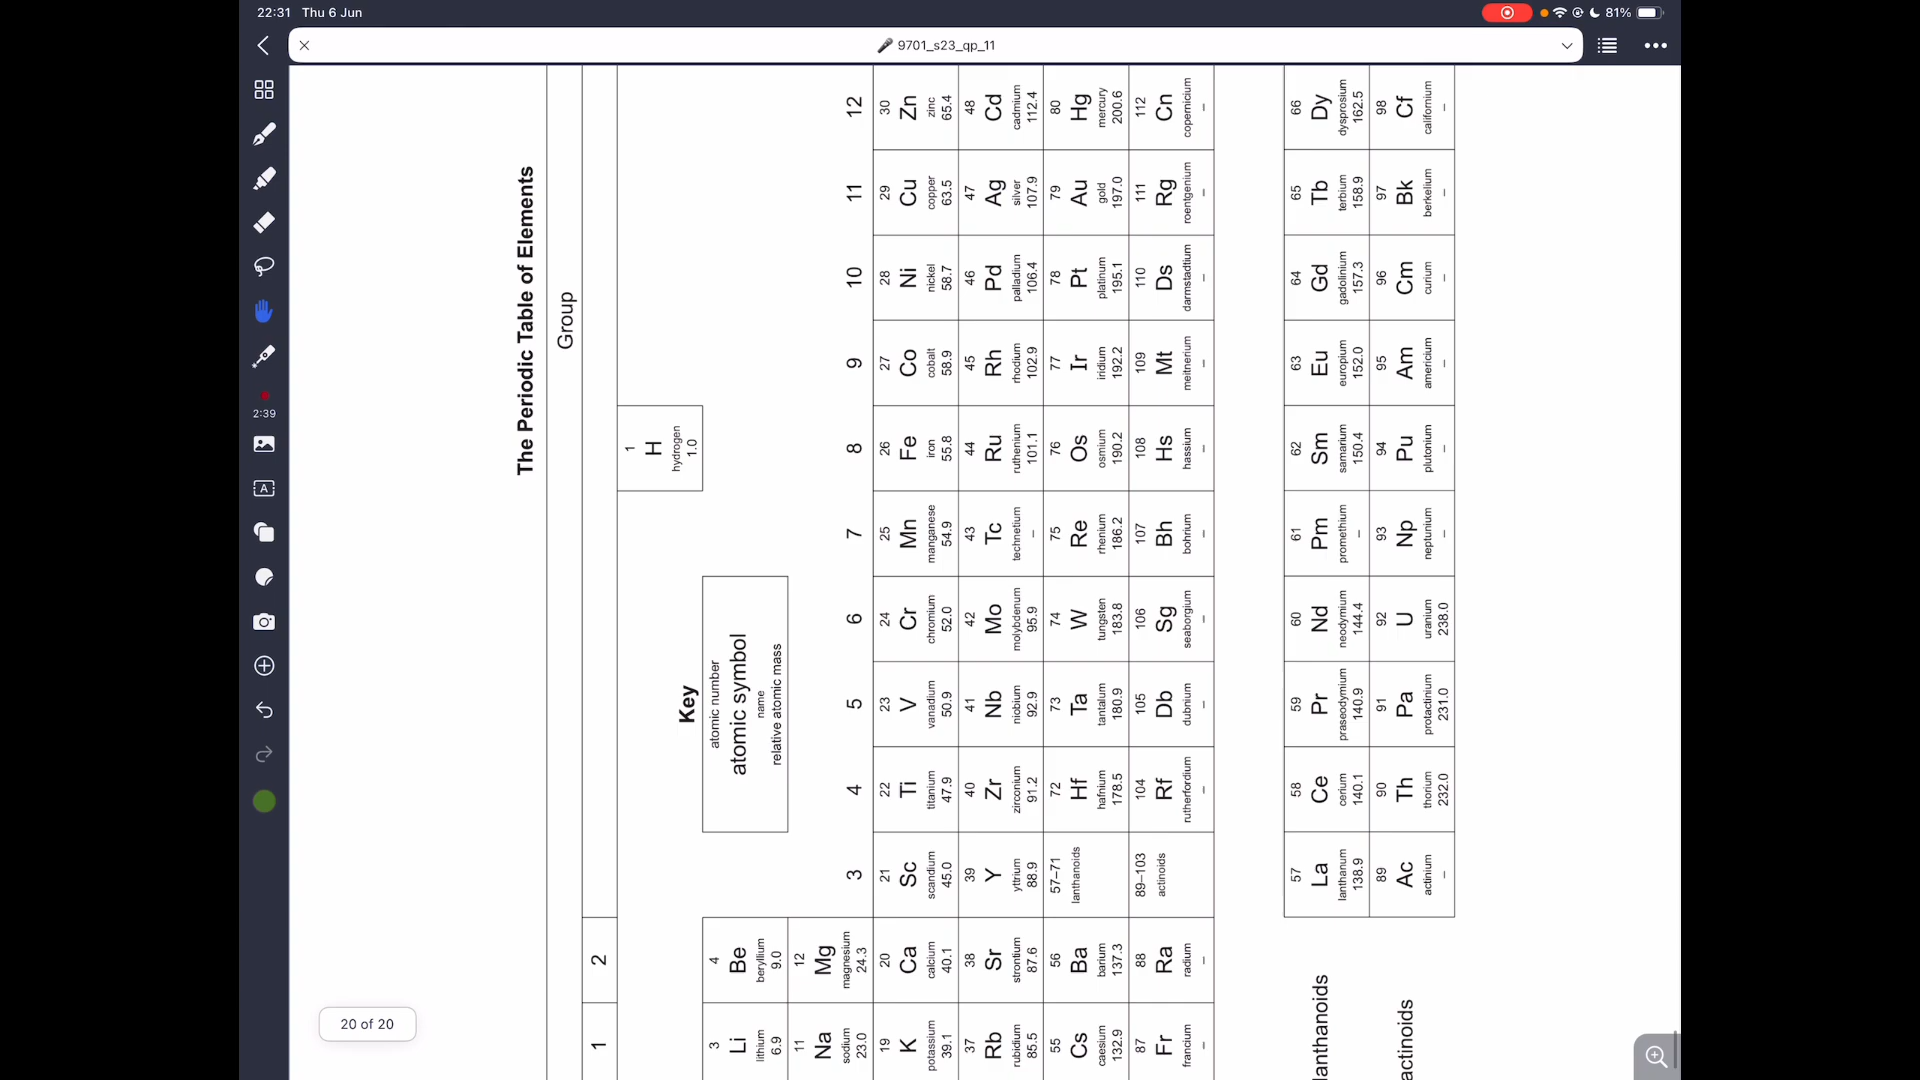 22:31 Thu 6 Jun
81%
9701_s23_qp_11
2:39
20 of 20
The Periodic Table of Elements
Group
1
2
1
H
hydrogen
1.0
Key
atomic number
atomic symbol
name
relative atomic mass
3
Li
lithium
6.9
4
Be
beryllium
9.0
11
Na
sodium
23.0
12
Mg
magnesium
24.3
3
4
5
6
7
8
9
10
11
12
19
K
potassium
39.1
20
Ca
calcium
40.1
21
Sc
scandium
45.0
22
Ti
titanium
47.9
23
V
vanadium
50.9
24
Cr
chromium
52.0
25
Mn
manganese
54.9
26
Fe
iron
55.8
27
Co
cobalt
58.9
28
Ni
nickel
58.7
29
Cu
copper
63.5
30
Zn
zinc
65.4
37
Rb
rubidium
85.5
38
Sr
strontium
87.6
39
Y
yttrium
88.9
40
Zr
zirconium
91.2
41
Nb
niobium
92.9
42
Mo
molybdenum
95.9
43
Tc
technetium
–
44
Ru
ruthenium
101.1
45
Rh
rhodium
102.9
46
Pd
palladium
106.4
47
Ag
silver
107.9
48
Cd
cadmium
112.4
55
Cs
caesium
132.9
56
Ba
barium
137.3
57–71
lanthanoids
72
Hf
hafnium
178.5
73
Ta
tantalum
180.9
74
W
tungsten
183.8
75
Re
rhenium
186.2
76
Os
osmium
190.2
77
Ir
iridium
192.2
78
Pt
platinum
195.1
79
Au
gold
197.0
80
Hg
mercury
200.6
87
Fr
francium
–
88
Ra
radium
–
89–103
actinoids
104
Rf
rutherfordium
–
105
Db
dubnium
–
106
Sg
seaborgium
–
107
Bh
bohrium
–
108
Hs
hassium
–
109
Mt
meitnerium
–
110
Ds
darmstadtium
–
111
Rg
roentgenium
–
112
Cn
copernicium
–
lanthanoids
57
La
lanthanum
138.9
58
Ce
cerium
140.1
59
Pr
praseodymium
140.9
60
Nd
neodymium
144.4
61
Pm
promethium
–
62
Sm
samarium
150.4
63
Eu
europium
152.0
64
Gd
gadolinium
157.3
65
Tb
terbium
158.9
66
Dy
dysprosium
162.5
actinoids
89
Ac
actinium
–
90
Th
thorium
232.0
91
Pa
protactinium
231.0
92
U
uranium
238.0
93
Np
neptunium
–
94
Pu
plutonium
–
95
Am
americium
–
96
Cm
curium
–
97
Bk
berkelium
–
98
Cf
californium
–